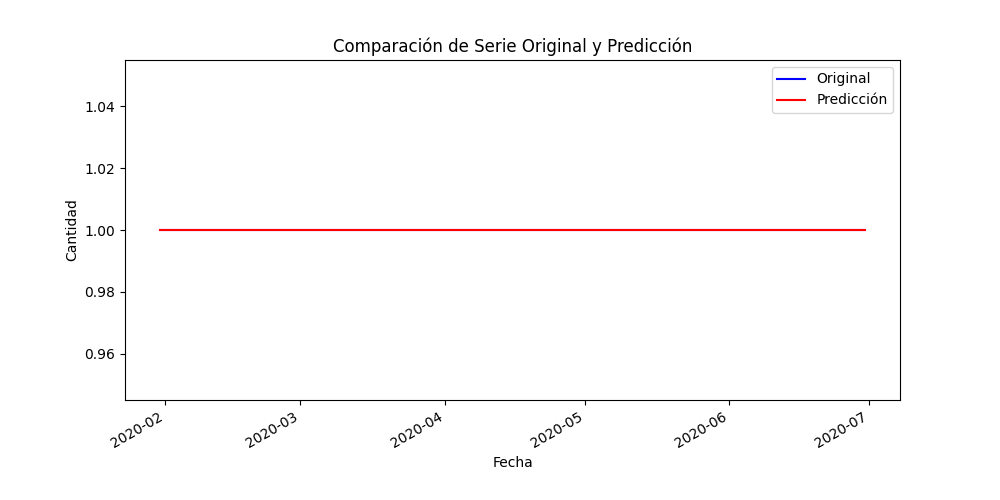 Comparación de Serie Original y Predicción
Original
Predicción
1.04
1.02
1.00
0.98
0.96
Cantidad
2020-02
2020-03
2020-04
2020-05
2020-06
2020-07
Fecha